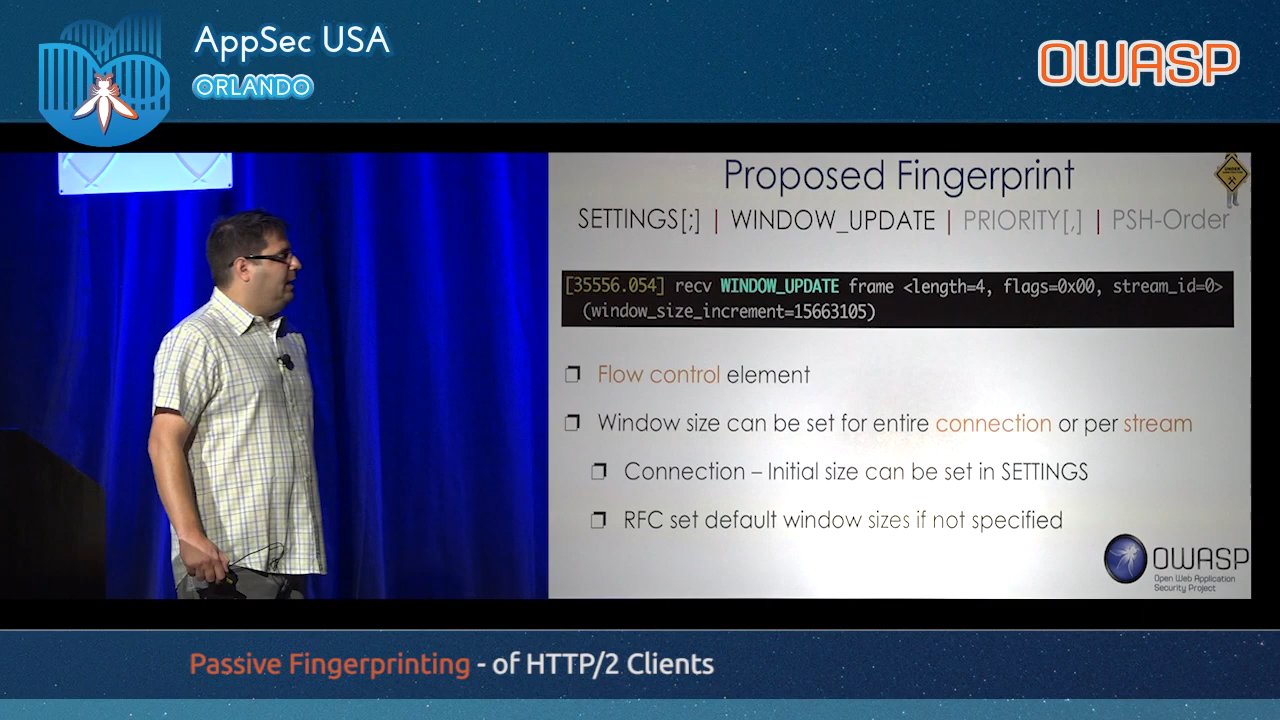 AppSec USA
ORLANDO
OWASP
Proposed Fingerprint
UNDER
SETTINGS[;] | WINDOW_UPDATE | PRIORITY[,] | PSH-Order
[35556.054] recv WINDOW_UPDATE frame <length=4, flags=0x00, stream_id=0>
(window_size_increment=15663105)
❐ Flow control element
❐ Window size can be set for entire connection or per stream
❐ Connection – Initial size can be set in SETTINGS
❐ RFC set default window sizes if not specified
OWASP
Open Web Application
Security Project
Passive Fingerprinting - of HTTP/2 Clients